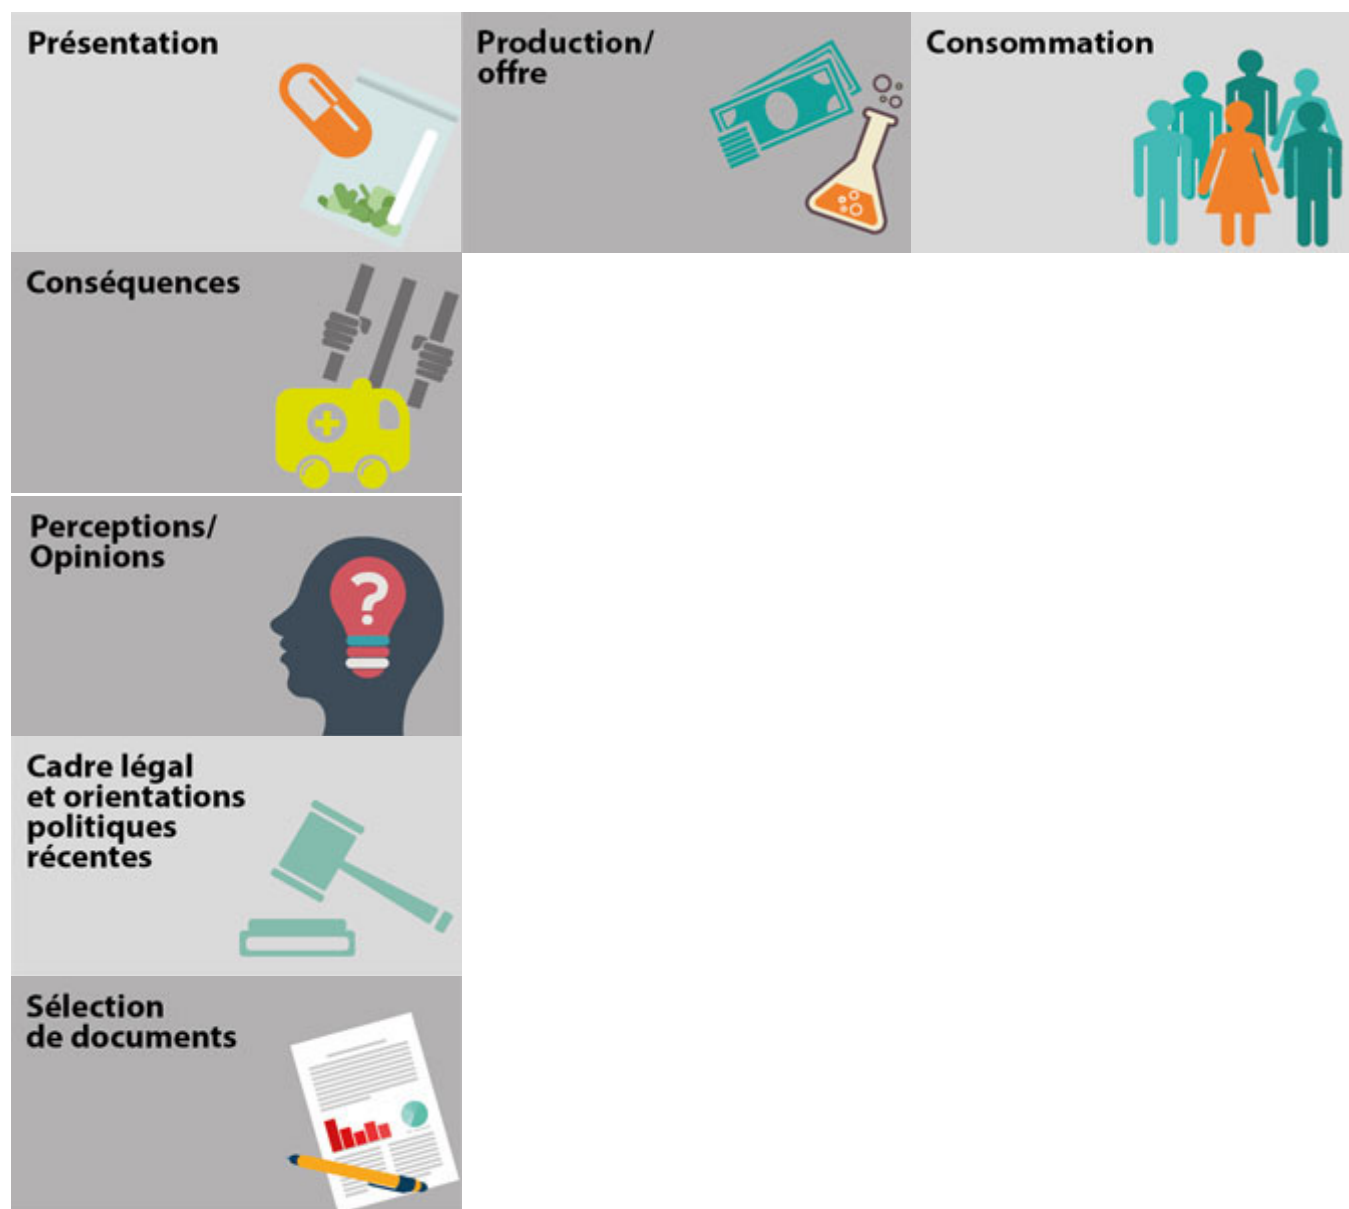 Présentation
Production/
offre
Consommation
Conséquences
Perceptions/
Opinions
Cadre légal
et orientations
politiques
récentes
Sélection
de documents
?